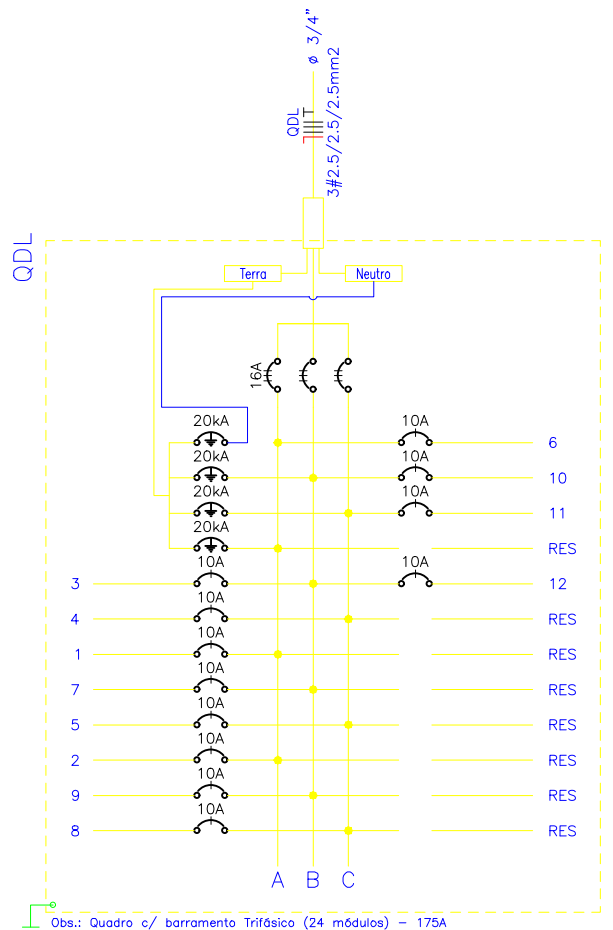 ø 3/4"
QDL
3#2.5/2.5/2.5mm2
QDL
Terra
Neutro
16A
20kA
10A
6
20kA
10A
10
20kA
10A
11
20kA
RES
3
10A
10A
12
4
10A
RES
1
10A
RES
7
10A
RES
5
10A
RES
2
10A
RES
9
10A
RES
8
10A
RES
A B C
Obs.: Quadro c/ barramento Trifásico (24 módulos) - 175A